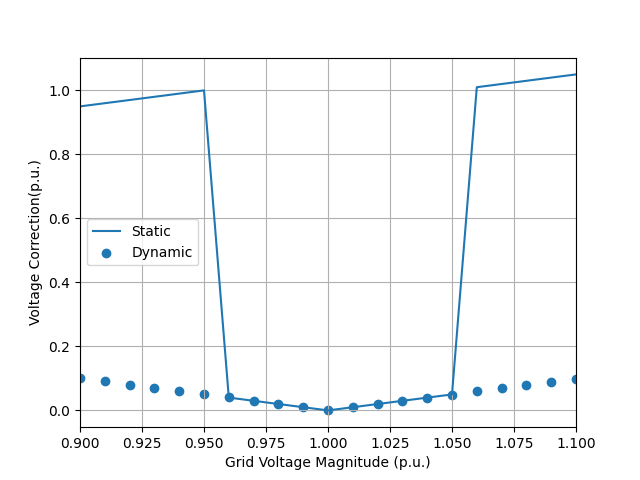 1.0
0.8
0.6
0.4
0.2
0.0
Voltage Correction(p.u.)
Static
Dynamic
0.900 0.925 0.950 0.975 1.000 1.025 1.050 1.075 1.100
Grid Voltage Magnitude (p.u.)